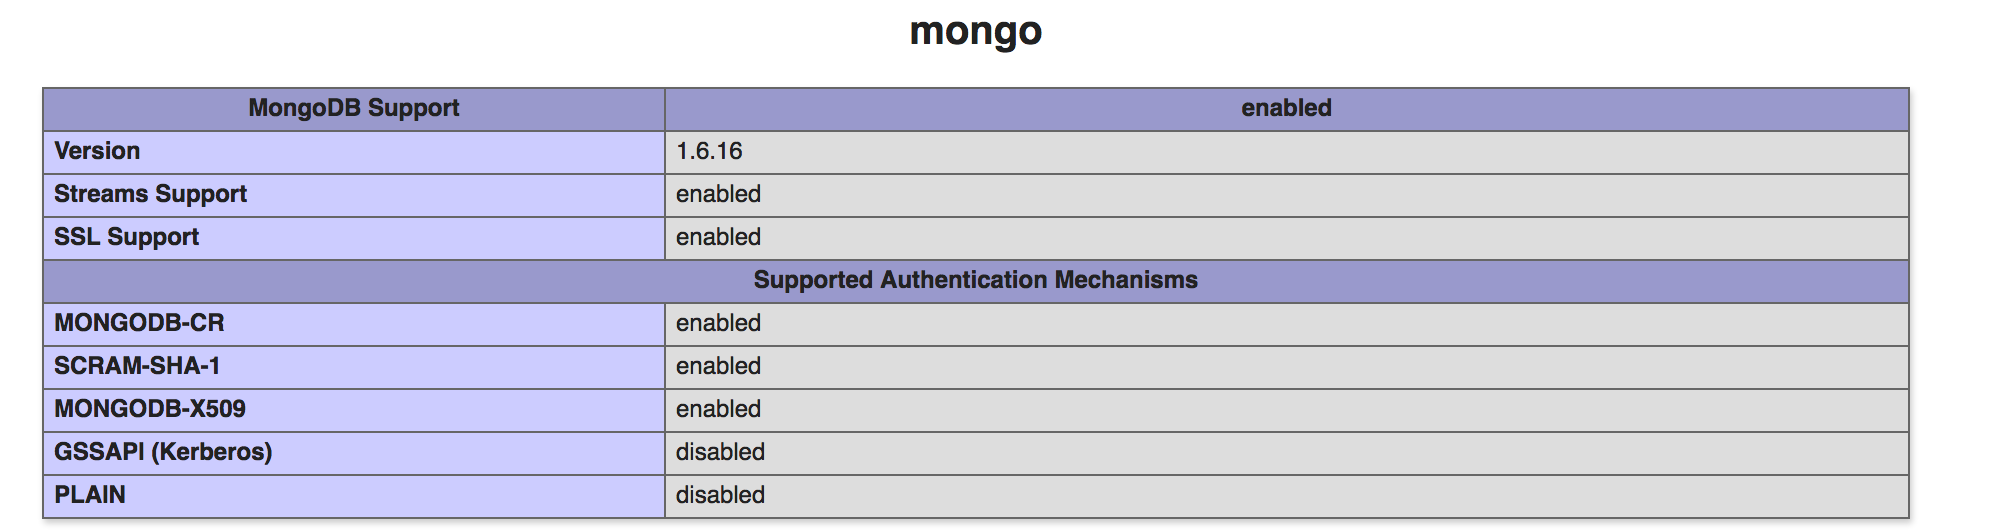 mongo
MongoDB Support enabled
Version 1.6.16
Streams Support enabled
SSL Support enabled
Supported Authentication Mechanisms
MONGODB-CR enabled
SCRAM-SHA-1 enabled
MONGODB-X509 enabled
GSSAPI (Kerberos) disabled
PLAIN disabled